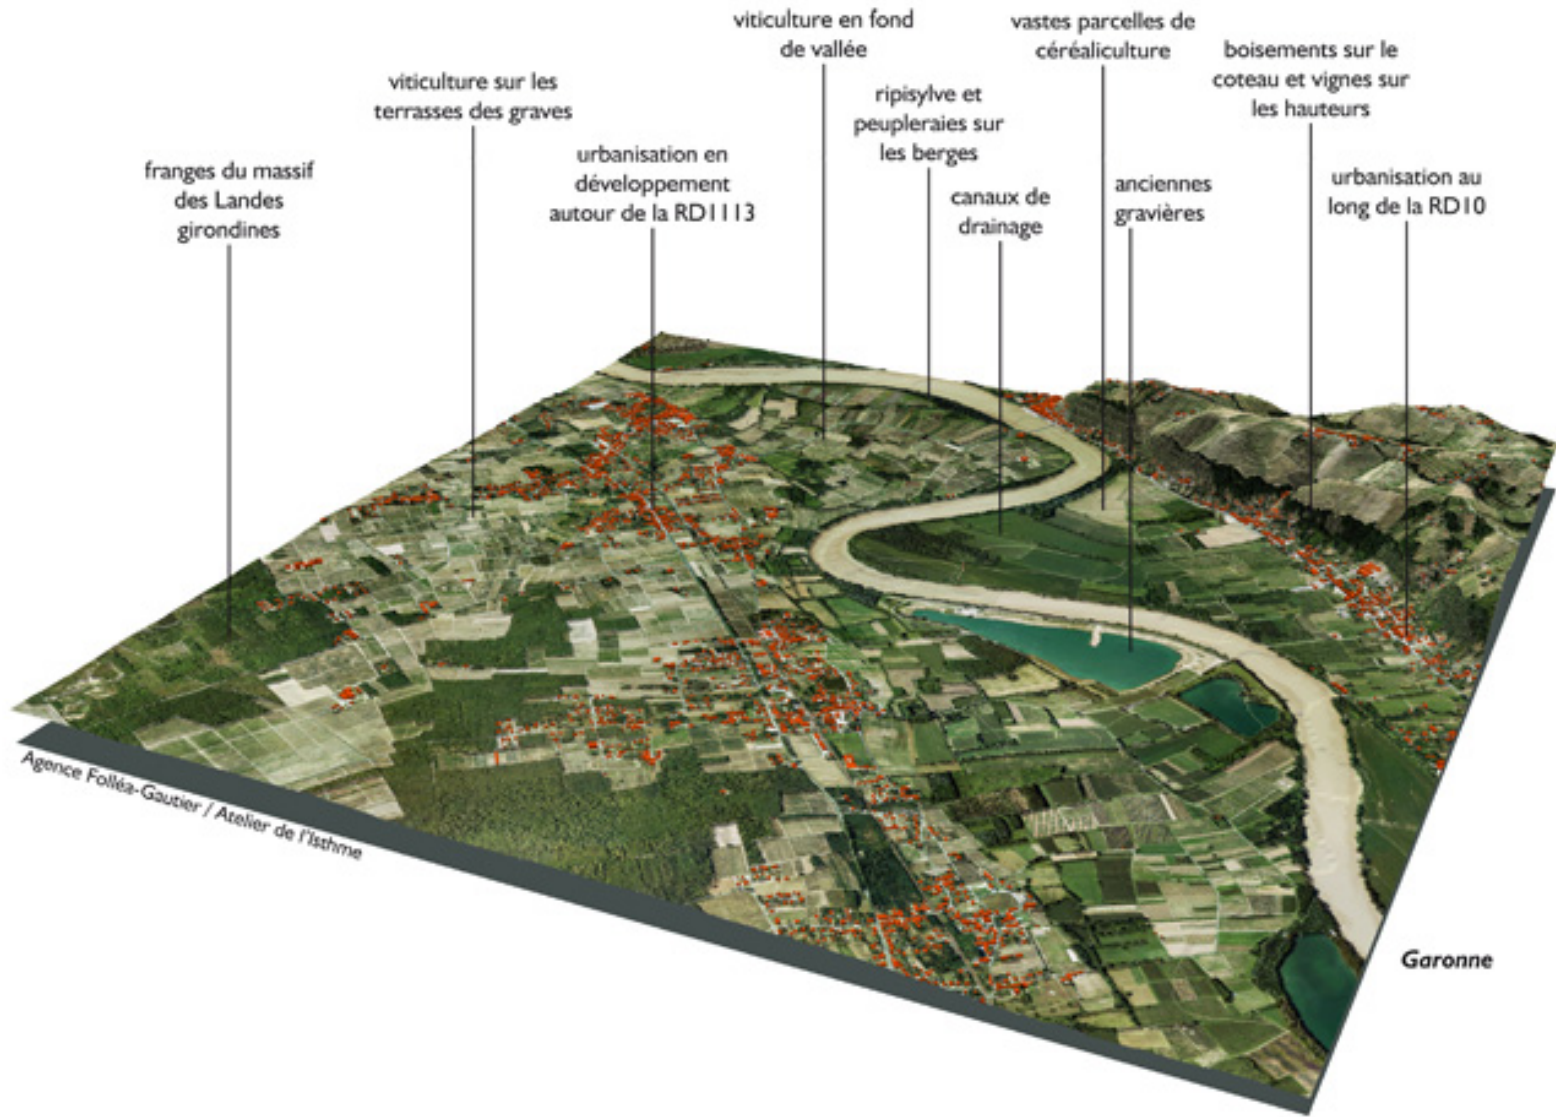 viticulture en fond
de vallée
vastes parcelles de
céréaliculture
boisements sur le
coteau et vignes sur
les hauteurs
viticulture sur les
terrasses des graves
ripisylve et
peupleraies sur
les berges
urbanisation en
développement
autour de la RD1113
franges du massif
des Landes
girondines
canaux de
drainage
anciennes
gravières
urbanisation au
long de la RD10
Agence Folléa-Gautier / Atelier de l'Isthme
Garonne